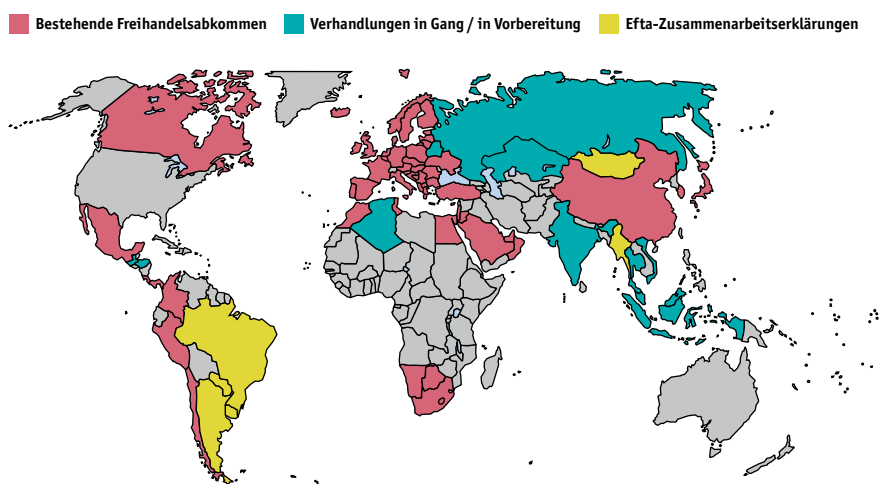 Bestehende Freihandelsabkommen Verhandlungen in Gang / in Vorbereitung Efta-Zusammenarbeitserklärungen